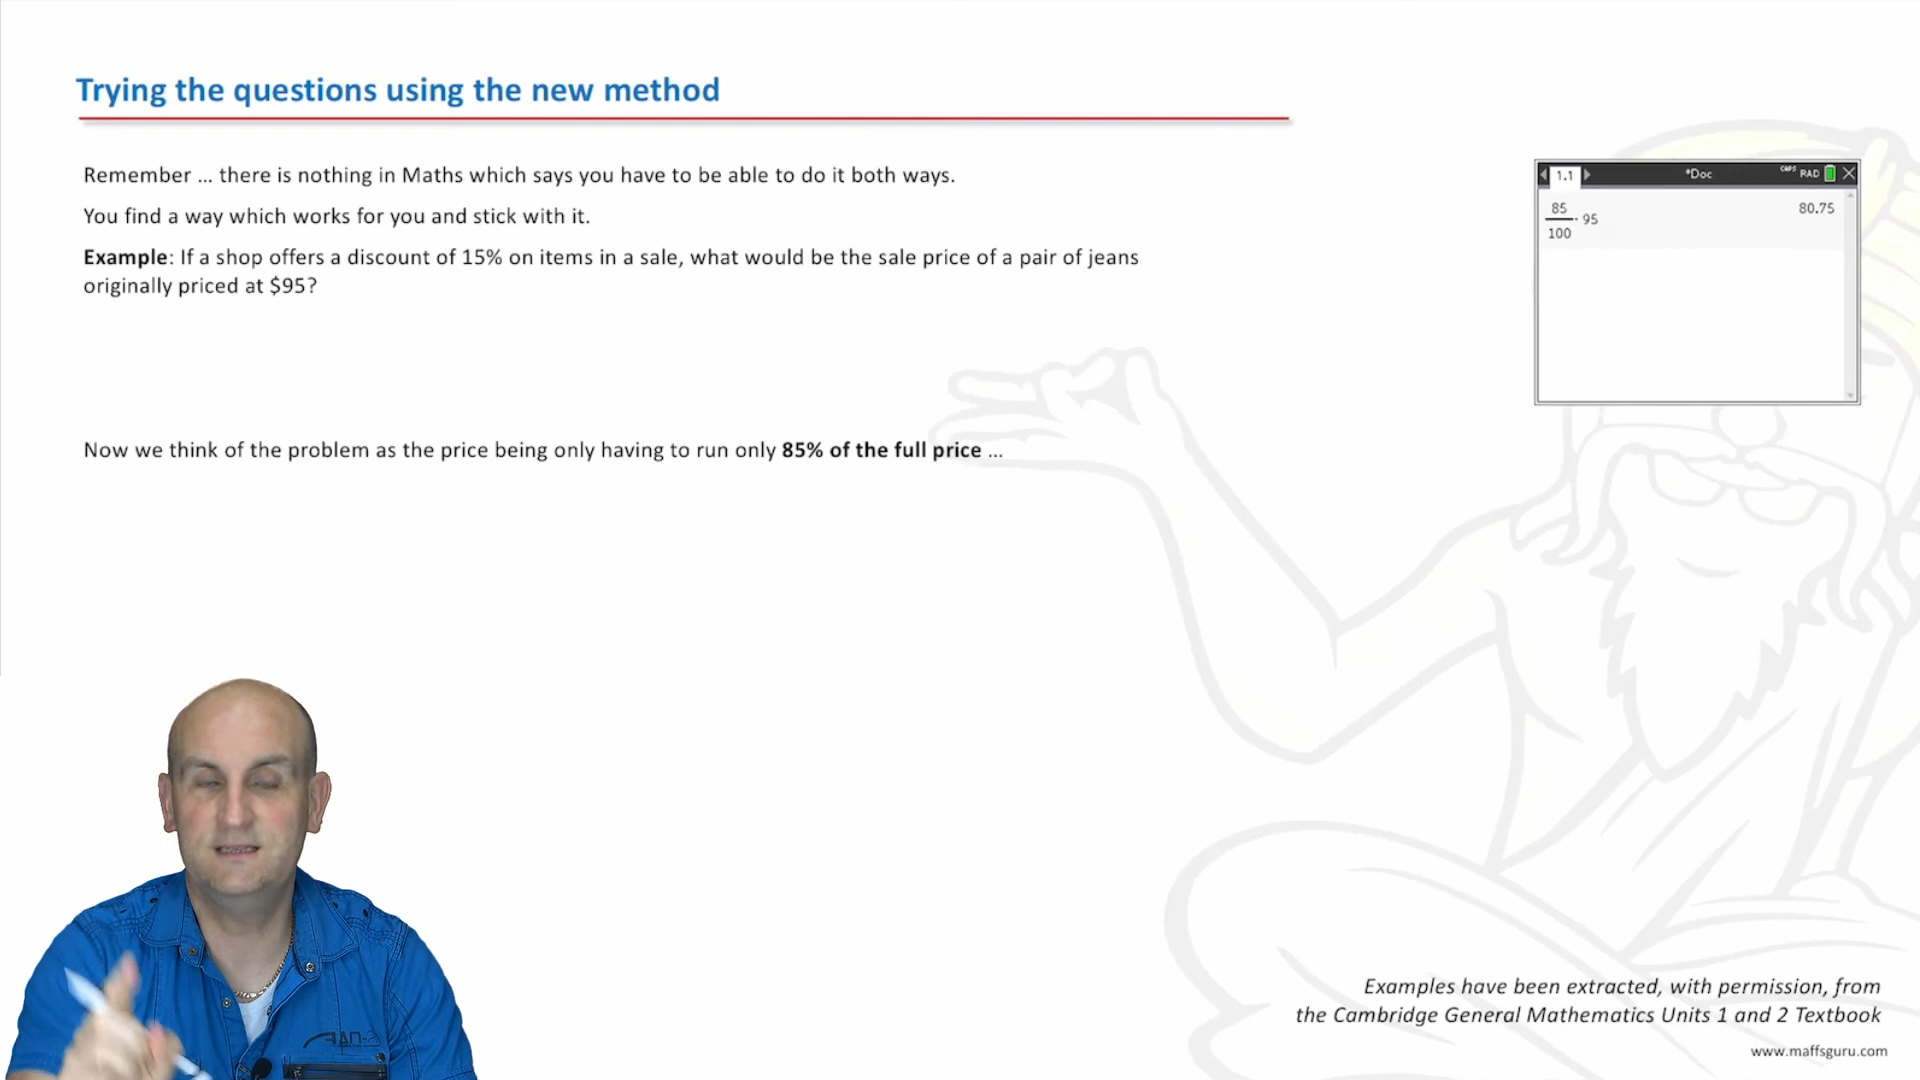 Trying the questions using the new method
Remember ... there is nothing in Maths which says you have to be able to do it both ways.
You find a way which works for you and stick with it.
Example: If a shop offers a discount of 15% on items in a sale, what would be the sale price of a pair of jeans
originally priced at $95?
1.1
*Doc
CAPS RAD
85
100
· 95
80.75
Now we think of the problem as the price being only having to run only 85% of the full price ...
Examples have been extracted, with permission, from
the Cambridge General Mathematics Units 1 and 2 Textbook
www.maffsguru.com